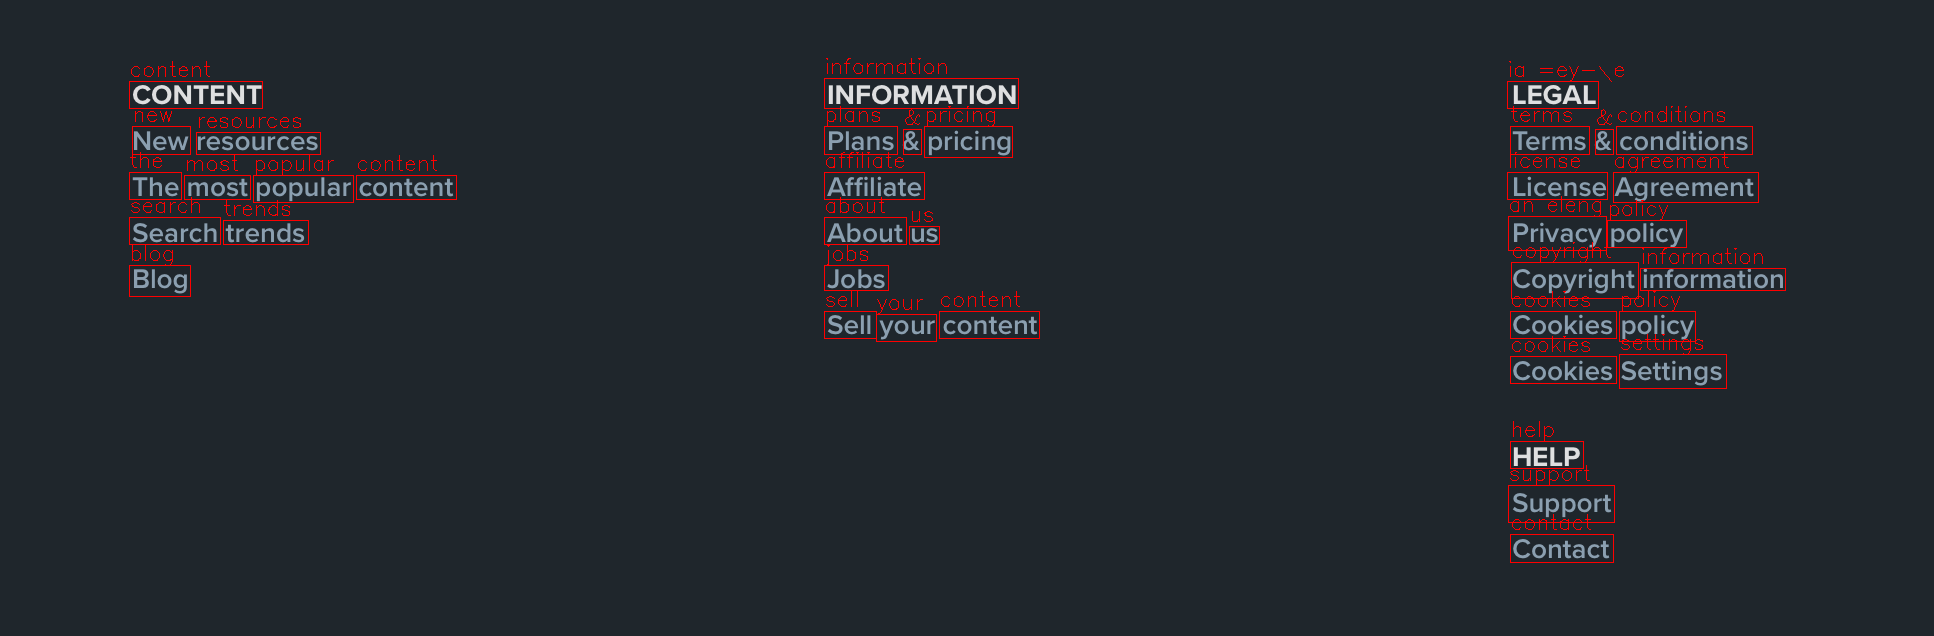 content
CONTENT
new resources
New resources
the most popular content
The most popular content
search trends
Search trends
blog
Blog
information
INFORMATION
plans & pricing
Plans & pricing
affiliate
Affiliate
about us
About us
jobs
Jobs
sell your content
Sell your content
ia =ey-\e
LEGAL
terms & conditions
Terms & conditions
license agreement
License Agreement
an eleng policy
Privacy policy
copyright information
Copyright information
cookies policy
Cookies policy
cookies settings
Cookies Settings
help
HELP
support
Support
contact
Contact